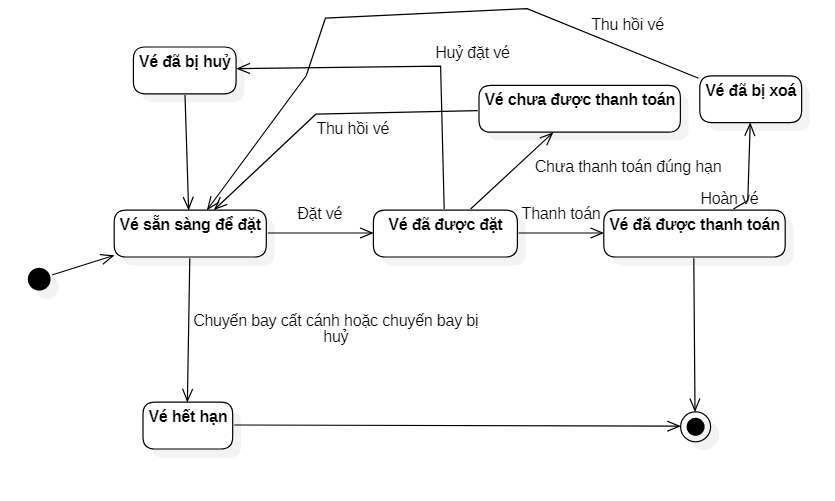 Thu hồi vé
Huỷ đặt vé
Vé đã bị huỷ
Vé đã bị xoá
Vé chưa được thanh toán
Thu hồi vé
Chưa thanh toán đúng hạn
Hoàn vé
Đặt vé
Thanh toán
Vé sẵn sàng để đặt
Vé đã được đặt
Vé đã được thanh toán
Chuyến bay cất cánh hoặc chuyến bay bị
huỷ
Vé hết hạn